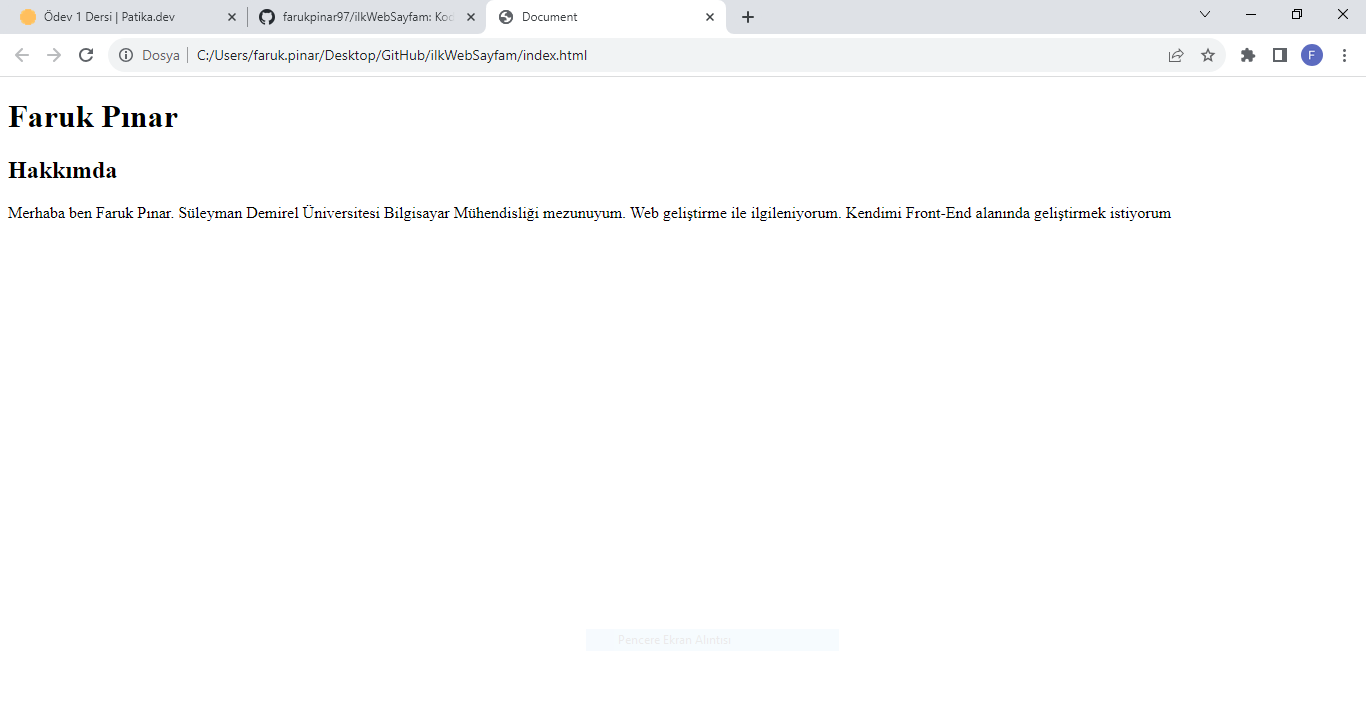 Ödev 1 Dersi | Patika.dev
farukpinar97/ilkWebSayfam: Kod
Document
Dosya
C:/Users/faruk.pinar/Desktop/GitHub/ilkWebSayfam/index.html
F
Faruk Pınar
Hakkımda
Merhaba ben Faruk Pınar. Süleyman Demirel Üniversitesi Bilgisayar Mühendisliği mezunuyum. Web geliştirme ile ilgileniyorum. Kendimi Front-End alanında geliştirmek istiyorum
Pencere Ekran Alıntısı